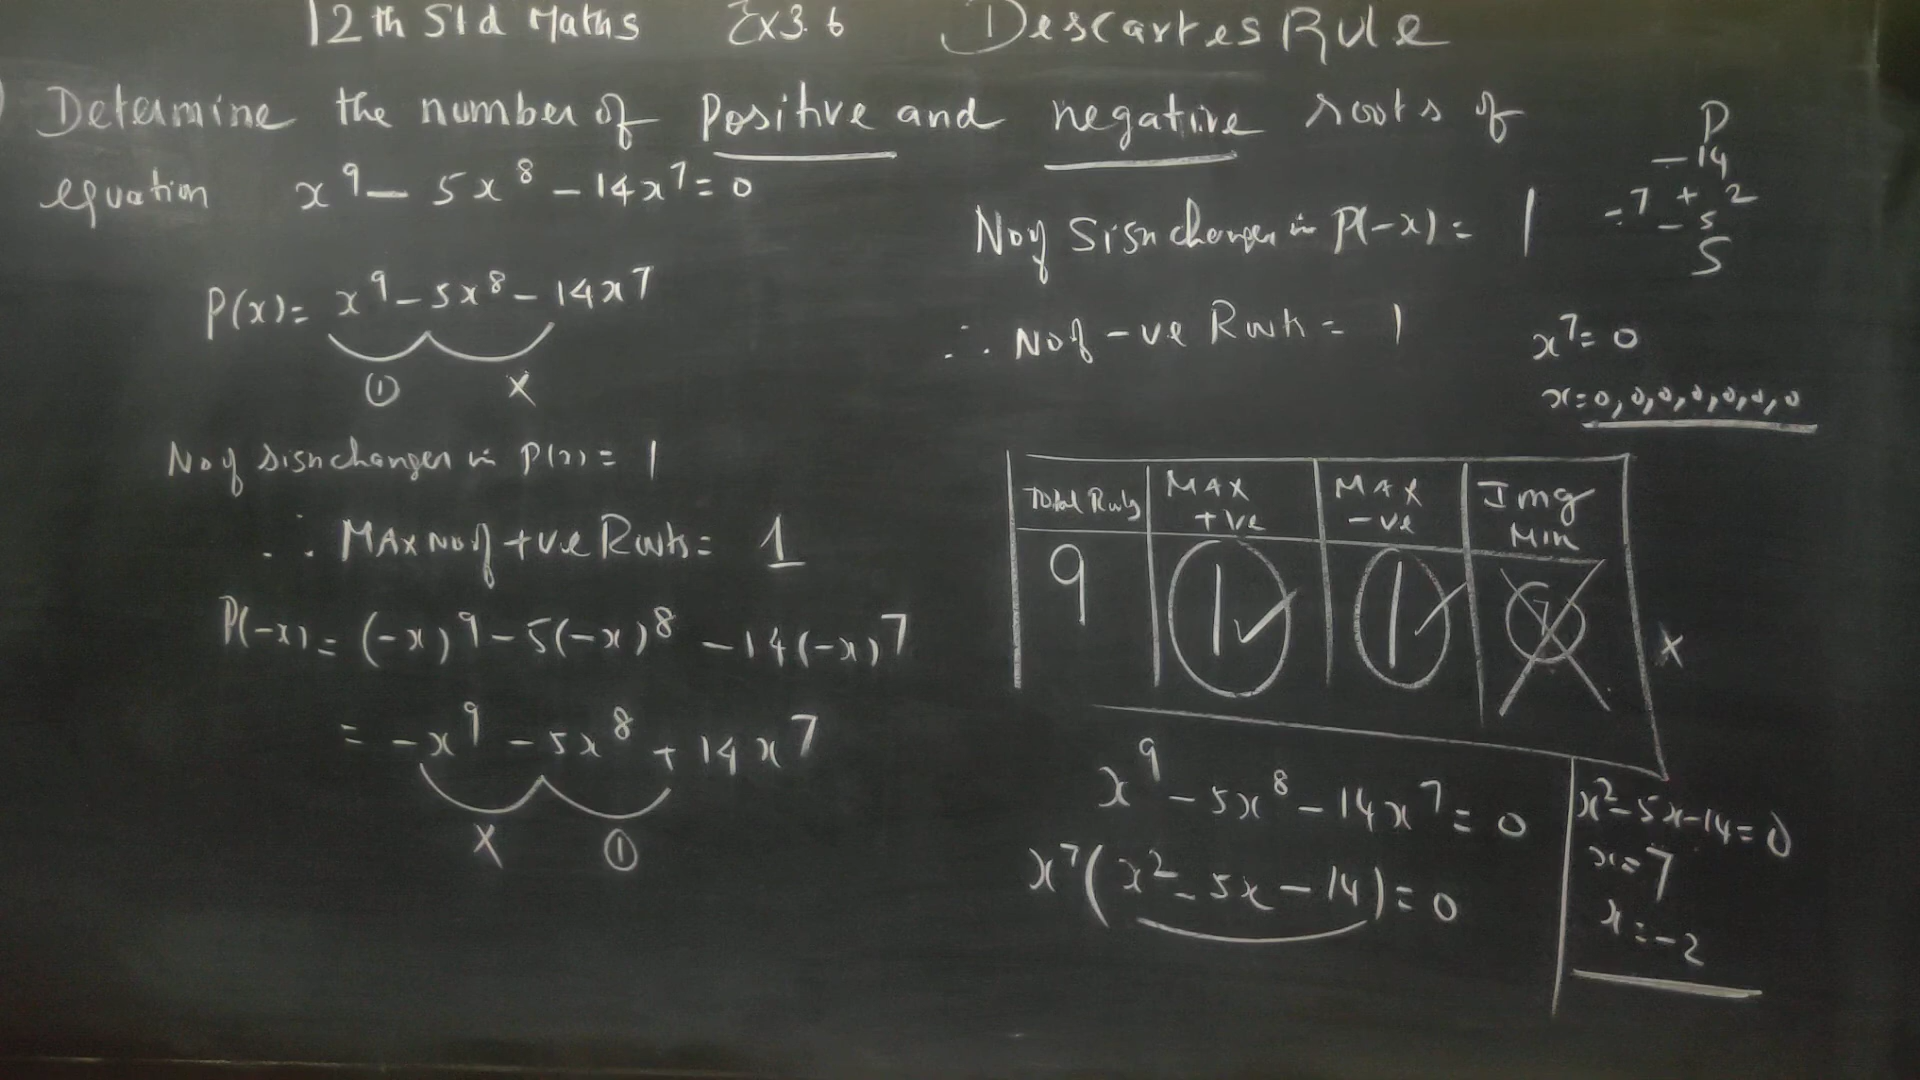 12th Std Maths Ex 3.6 Descartes Rule
Determine the number of positive and negative roots of
equation x⁹ - 5x⁸ - 14x⁷ = 0
P(x) = x⁹ - 5x⁸ - 14x⁷
① X
No of sign changes in P(x) = 1
∴ MAX No of +ve Roots = 1
P(-x) = (-x)⁹ - 5(-x)⁸ - 14(-x)⁷
= -x⁹ - 5x⁸ + 14x⁷
X ①
P
-14
-7 + 2
-5
S
No of Sign changes in P(-x) = 1
∴ No of -ve Roots = 1
x⁷ = 0
x = 0, 0, 0, 0, 0, 0, 0
Total Roots MAX +ve MAX -ve Img Min
9 1 ✓ 1 ✓ 7
X
x⁹ - 5x⁸ - 14x⁷ = 0
x⁷(x² - 5x - 14) = 0
x² - 5x - 14 = 0
x = 7
x = -2